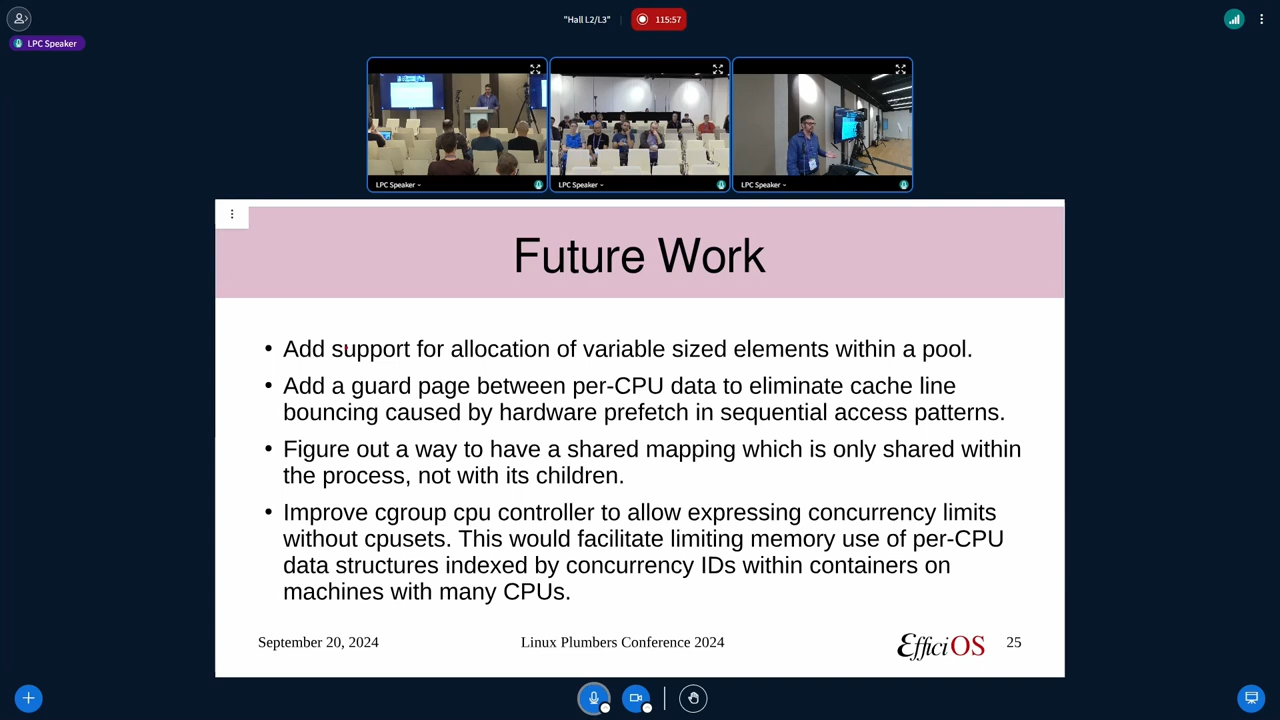 "Hall L2/L3"
115:57
LPC Speaker
LPC Speaker
LPC Speaker
LPC Speaker
Future Work
• Add support for allocation of variable sized elements within a pool.
• Add a guard page between per-CPU data to eliminate cache line
bouncing caused by hardware prefetch in sequential access patterns.
• Figure out a way to have a shared mapping which is only shared within
the process, not with its children.
• Improve cgroup cpu controller to allow expressing concurrency limits
without cpusets. This would facilitate limiting memory use of per-CPU
data structures indexed by concurrency IDs within containers on
machines with many CPUs.
September 20, 2024
Linux Plumbers Conference 2024
EfficiOS
25